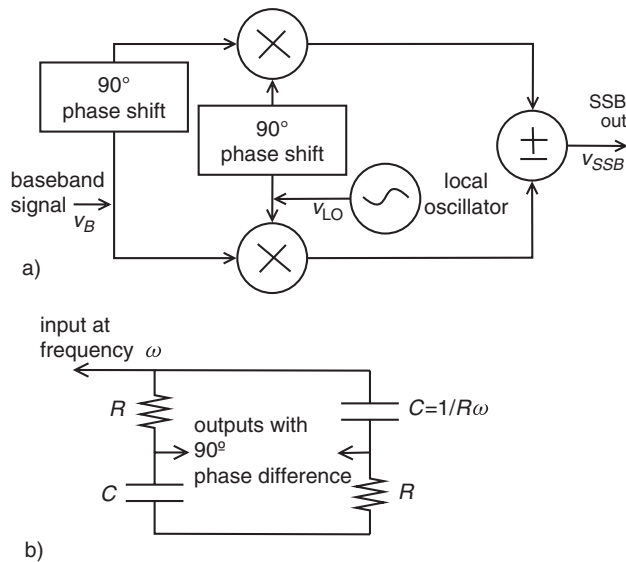 90°
phase shift
90°
phase shift
SSB
out
±
v_SSB
baseband
signal
v_B
v_LO
local
oscillator
a)
input at
frequency ω
R
C=1/Rω
outputs with
90º
phase difference
C
R
b)